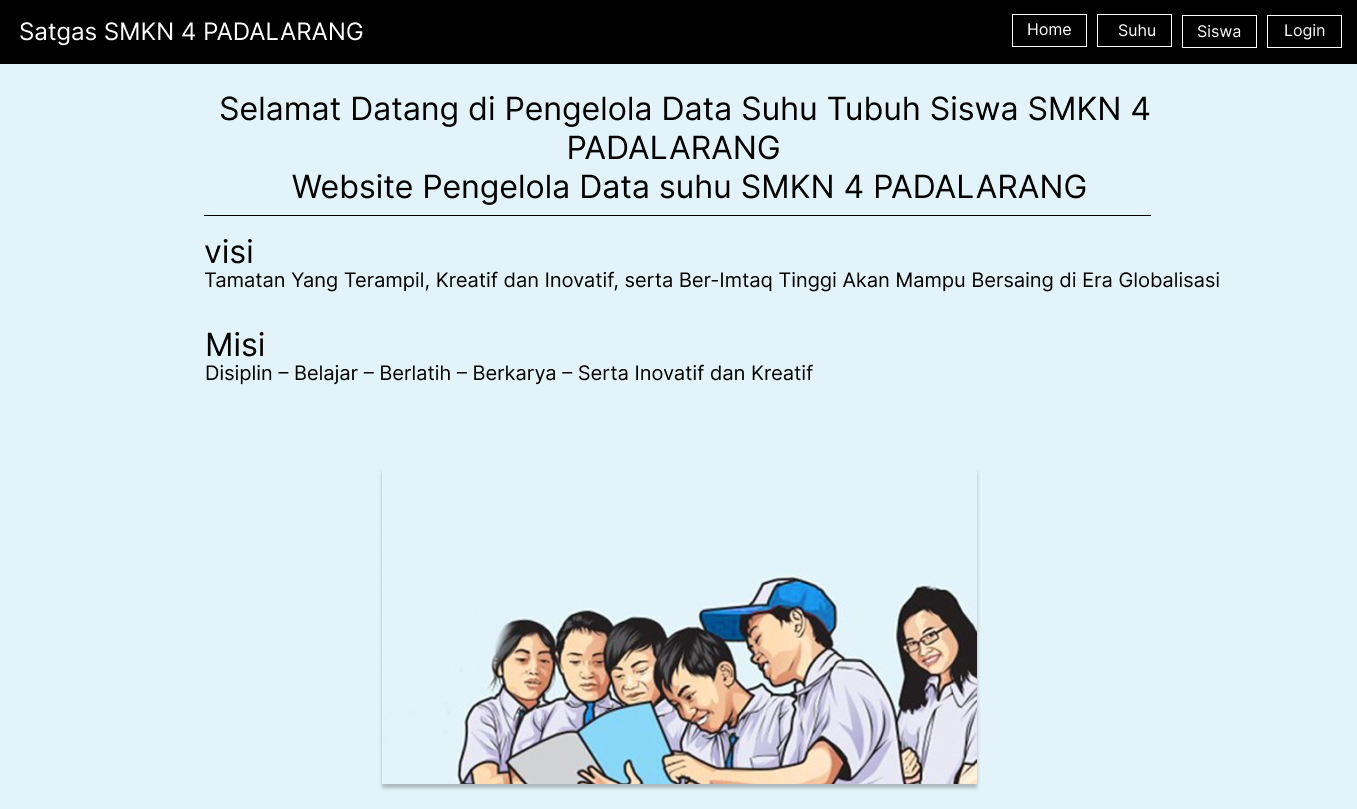 Satgas SMKN 4 PADALARANG
Home
Suhu
Siswa
Login
Selamat Datang di Pengelola Data Suhu Tubuh Siswa SMKN 4
PADALARANG
Website Pengelola Data suhu SMKN 4 PADALARANG
visi
Tamatan Yang Terampil, Kreatif dan Inovatif, serta Ber-Imtaq Tinggi Akan Mampu Bersaing di Era Globalisasi
Misi
Disiplin – Belajar – Berlatih – Berkarya – Serta Inovatif dan Kreatif